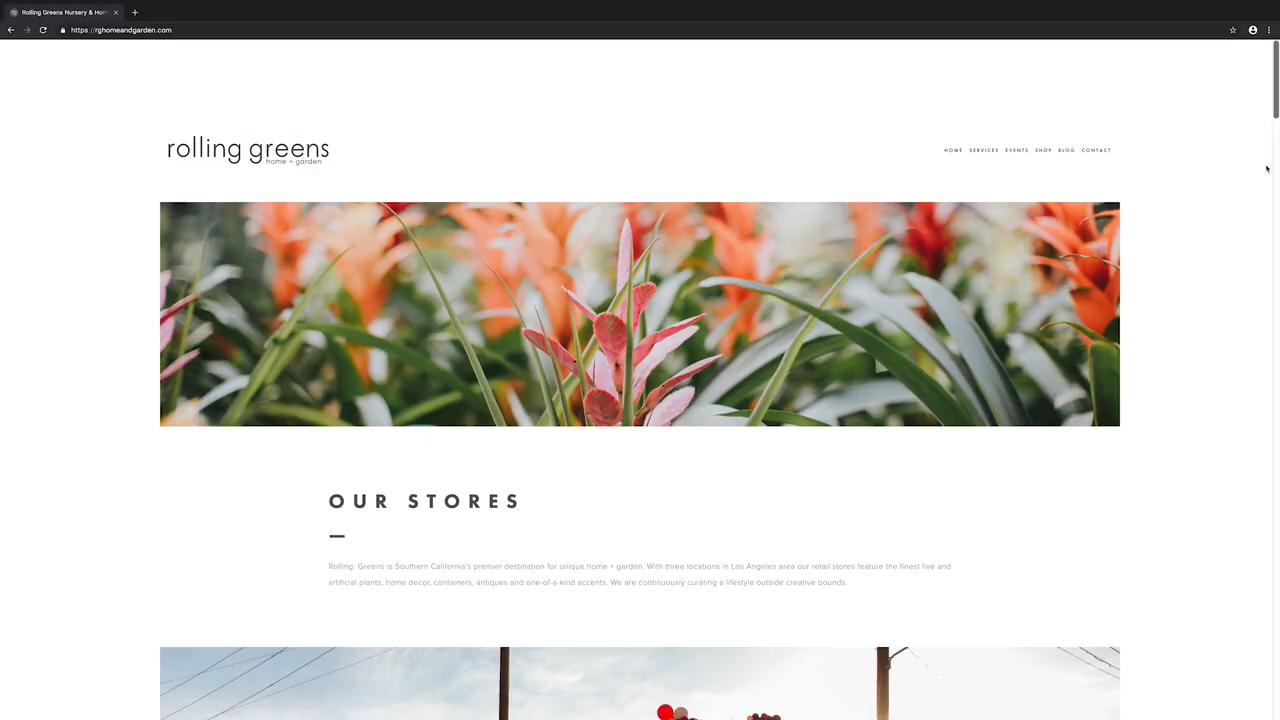 Rolling Greens Nursery & Hom
https://rghomeandgarden.com
rolling greens
home + garden
HOME SERVICES EVENTS SHOP BLOG CONTACT
OUR STORES
Rolling Greens is Southern California's premier destination for unique home + garden. With three locations in Los Angeles area our retail stores feature the finest live and
artificial plants, home decor, containers, antiques and one-of-a-kind accents. We are continuously curating a lifestyle outside creative bounds.